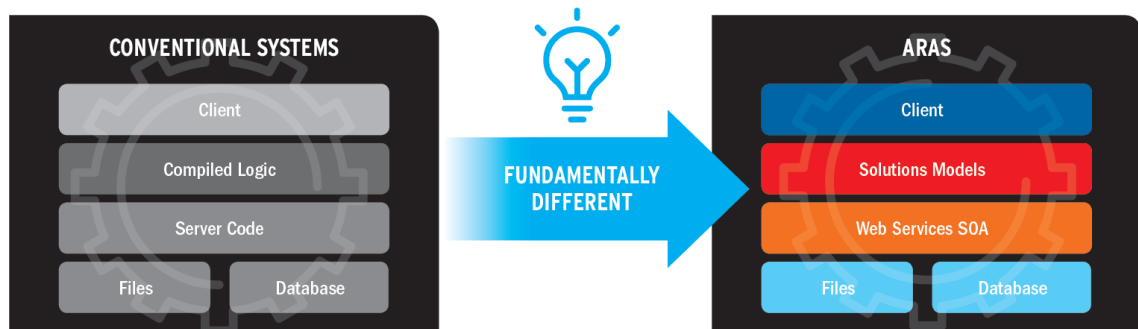 CONVENTIONAL SYSTEMS
Client
Compiled Logic
Server Code
Files
Database
FUNDAMENTALLY
DIFFERENT
ARAS
Client
Solutions Models
Web Services SOA
Files
Database